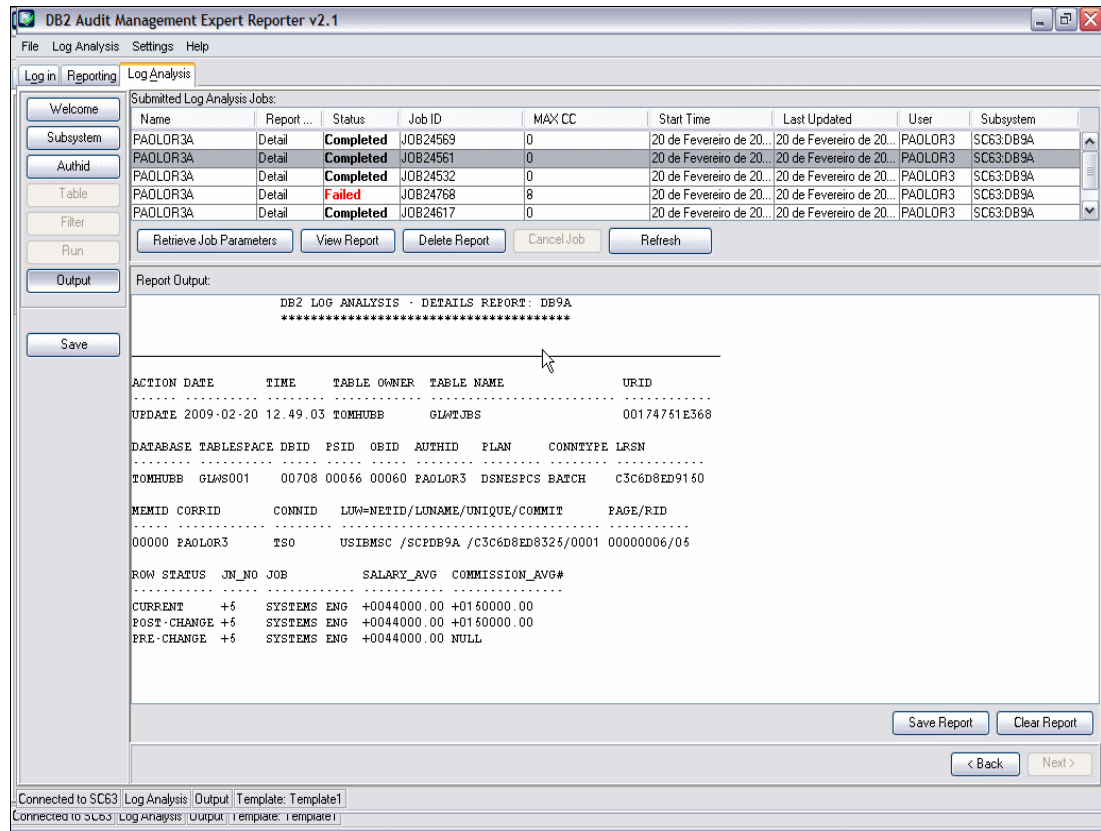 DB2 Audit Management Expert Reporter v2.1
File Log Analysis Settings Help
Log in Reporting Log Analysis
Welcome
Subsystem
Authid
Table
Filter
Run
Output
Save
Submitted Log Analysis Jobs:
Name Report ... Status Job ID MAX CC Start Time Last Updated User Subsystem
PAOLOR3A Detail Completed JOB24569 0 20 de Fevereiro de 20... 20 de Fevereiro de 20... PAOLOR3 SC63:DB9A
PAOLOR3A Detail Completed JOB24561 0 20 de Fevereiro de 20... 20 de Fevereiro de 20... PAOLOR3 SC63:DB9A
PAOLOR3A Detail Completed JOB24532 0 20 de Fevereiro de 20... 20 de Fevereiro de 20... PAOLOR3 SC63:DB9A
PAOLOR3A Detail Failed JOB24768 8 20 de Fevereiro de 20... 20 de Fevereiro de 20... PAOLOR3 SC63:DB9A
PAOLOR3A Detail Completed JOB24617 0 20 de Fevereiro de 20... 20 de Fevereiro de 20... PAOLOR3 SC63:DB9A
Retrieve Job Parameters View Report Delete Report Cancel Job Refresh
Report Output:
DB2 LOG ANALYSIS - DETAILS REPORT: DB9A
***************************************
ACTION DATE TIME TABLE OWNER TABLE NAME URID
UPDATE 2009-02-20 12.49.03 TOMHUBB GLWTJBS 00174751E368
DATABASE TABLESPACE DBID PSID OBID AUTHID PLAN CONNTYPE LRSN
TOMHUBB GLWS001 00708 00056 00060 PAOLOR3 DSNESPCS BATCH C3C6D8ED9150
MEMID CORRID CONNID LUW=NETID/LUNAME/UNIQUE/COMMIT PAGE/RID
00000 PAOLOR3 TSO USIBMSC /SCPDB9A /C3C6D8ED8325/0001 00000006/05
ROW STATUS JN_NO JOB SALARY_AVG COMMISSION_AVG#
CURRENT +5 SYSTEMS ENG +0044000.00 +0150000.00
POST-CHANGE +5 SYSTEMS ENG +0044000.00 +0150000.00
PRE-CHANGE +5 SYSTEMS ENG +0044000.00 NULL
Save Report Clear Report
< Back Next >
Connected to SC63 Log Analysis Output Template: Template1
Connected to SC63 Log Analysis Output Template: Template1